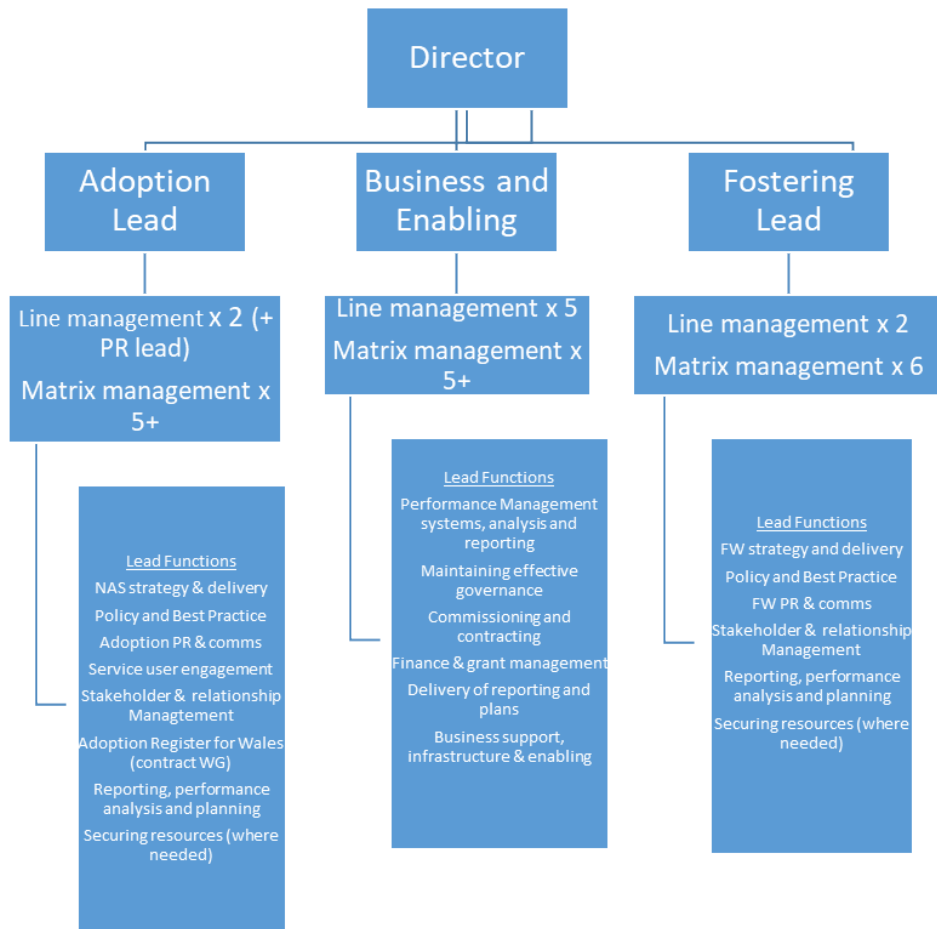 Director
Adoption
Lead
Business and
Enabling
Fostering
Lead
Line management x 2 (+
PR lead)
Matrix management x
5+
Line management x 5
Matrix management x
5+
Line management x 2
Matrix management x 6
Lead Functions
NAS strategy & delivery
Policy and Best Practice
Adoption PR & comms
Service user engagement
Stakeholder & relationship
Managtement
Adoption Register for Wales
(contract WG)
Reporting, performance
analysis and planning
Securing resources (where
needed)
Lead Functions
Performance Management
systems, analysis and
reporting
Maintaining effective
governance
Commissioning and
contracting
Finance & grant management
Delivery of reporting and
plans
Business support,
infrastructure & enabling
Lead Functions
FW strategy and delivery
Policy and Best Practice
FW PR & comms
Stakeholder & relationship
Management
Reporting, performance
analysis and planning
Securing resources (where
needed)